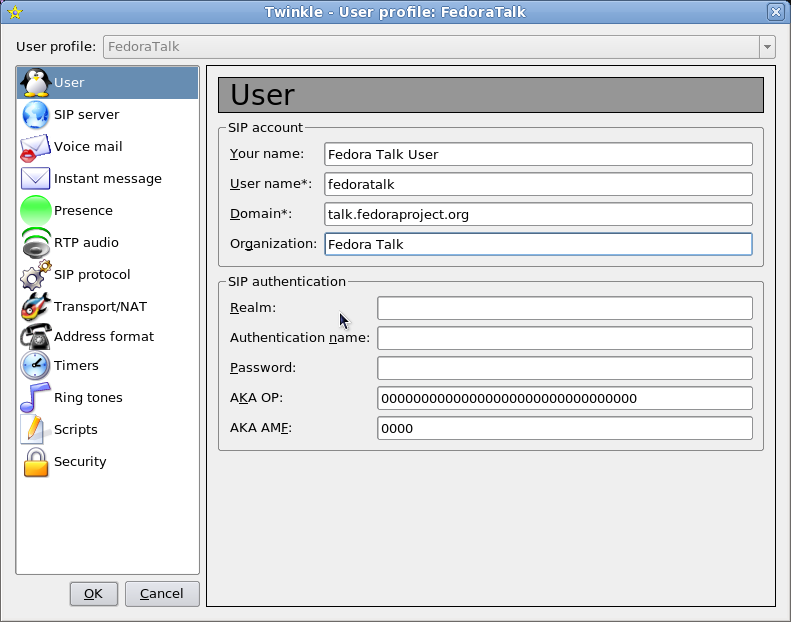 Twinkle - User profile: FedoraTalk
User profile: FedoraTalk
User
SIP server
Voice mail
Instant message
Presence
RTP audio
SIP protocol
Transport/NAT
Address format
Timers
Ring tones
Scripts
Security
OK
Cancel
User
SIP account
Your name: Fedora Talk User
User name*: fedoratalk
Domain*: talk.fedoraproject.org
Organization: Fedora Talk
SIP authentication
Realm:
Authentication name:
Password:
AKA OP: 00000000000000000000000000000000
AKA AMF: 0000